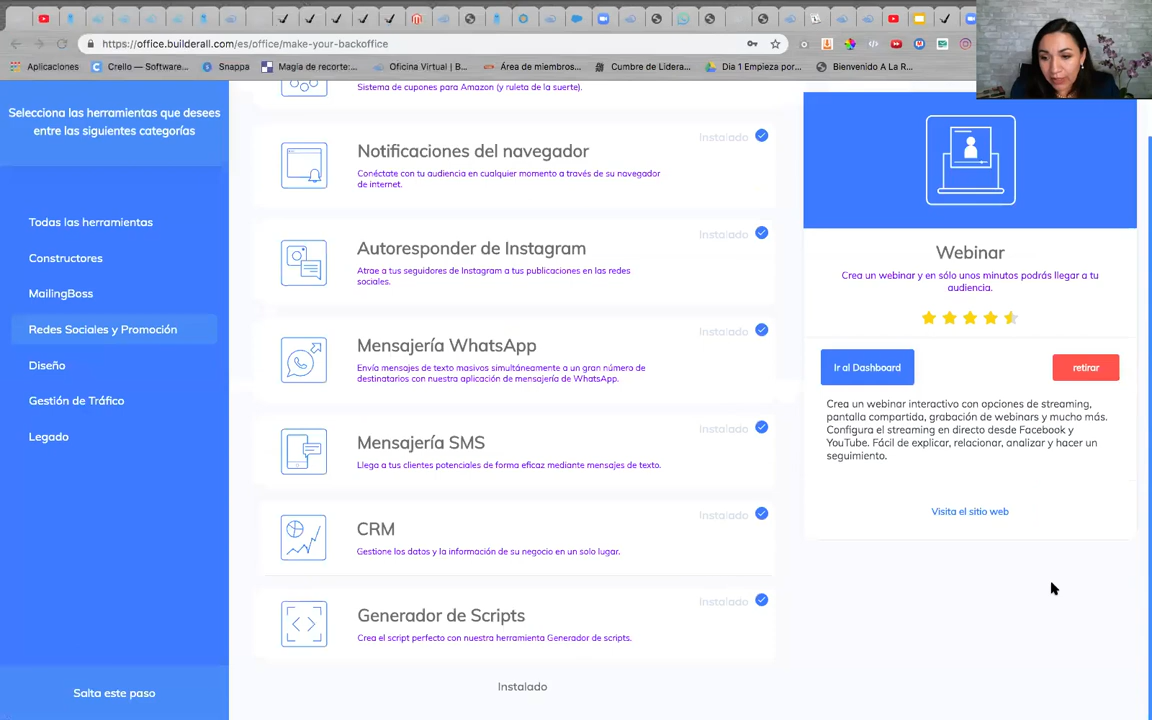 https://office.builderall.com/es/office/make-your-backoffice
Aplicaciones
Crello — Software...
Snappa
Magia de recorte:...
Oficina Virtual | B...
Área de miembros...
Cumbre de Lidera...
Dia 1 Empieza por...
Bienvenido A La R...
Selecciona las herramientas que desees
entre las siguientes categorías
Todas las herramientas
Constructores
MailingBoss
Redes Sociales y Promoción
Diseño
Gestión de Tráfico
Legado
Salta este paso
Sistema de cupones para Amazon (y ruleta de la suerte).
Instalado
Notificaciones del navegador
Conéctate con tu audiencia en cualquier momento a través de su navegador
de internet.
Instalado
Autoresponder de Instagram
Atrae a tus seguidores de Instagram a tus publicaciones en las redes
sociales.
Instalado
Mensajería WhatsApp
Envía mensajes de texto masivos simultáneamente a un gran número de
destinatarios con nuestra aplicación de mensajería de WhatsApp.
Instalado
Mensajería SMS
Llega a tus clientes potenciales de forma eficaz mediante mensajes de texto.
Instalado
CRM
Gestione los datos y la información de su negocio en un solo lugar.
Instalado
Generador de Scripts
Crea el script perfecto con nuestra herramienta Generador de scripts.
Instalado
Webinar
Crea un webinar y en sólo unos minutos podrás llegar a tu
audiencia.
Ir al Dashboard
retirar
Crea un webinar interactivo con opciones de streaming,
pantalla compartida, grabación de webinars y mucho más.
Configura el streaming en directo desde Facebook y
YouTube. Fácil de explicar, relacionar, analizar y hacer un
seguimiento.
Visita el sitio web